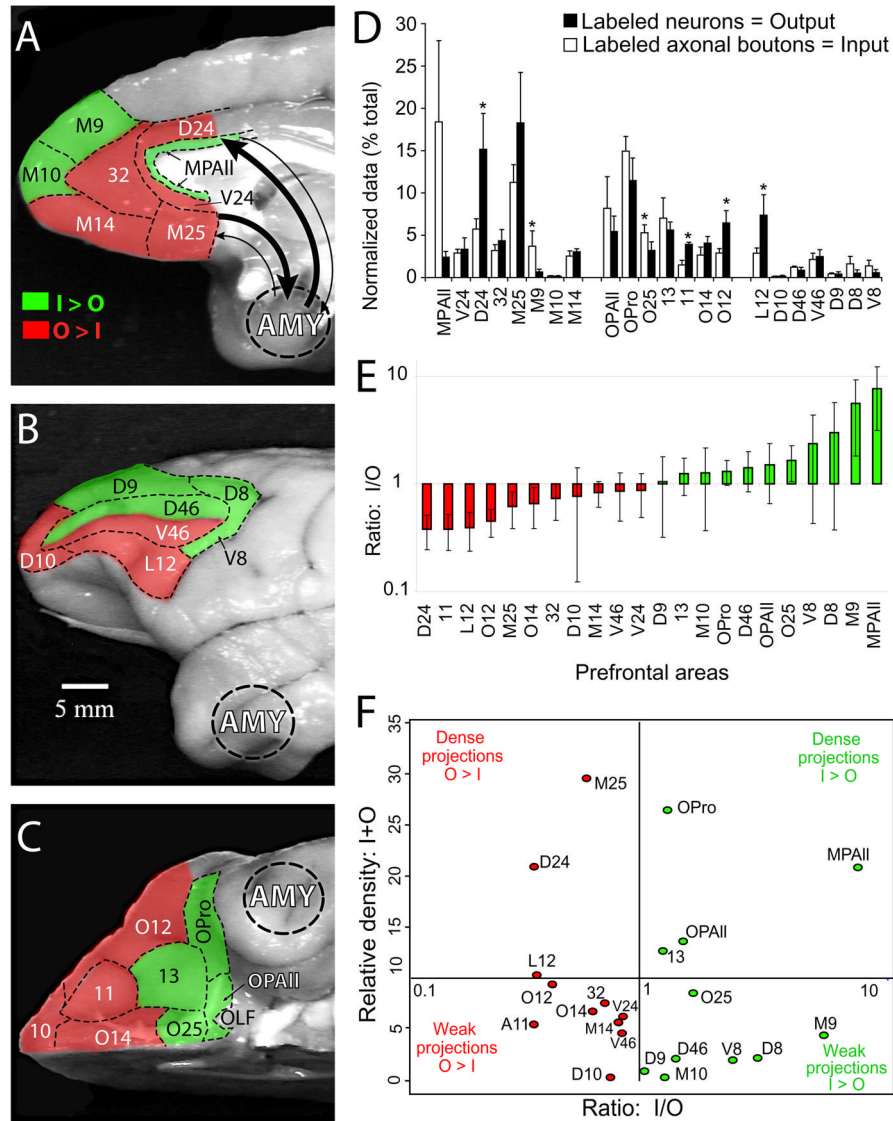 A
M9
D24
M10
32
MPAll
V24
M14
M25
I > O
O > I
AMY
B
D9
D8
D46
V46
V8
D10
L12
5 mm
AMY
C
AMY
O12
OPro
13
11
OPAll
OLF
10
O14
O25
D
Labeled neurons = Output
Labeled axonal boutons = Input
Normalized data (% total)
30
25
20
15
10
5
0
* * * * * *
MPAll V24 D24 32 M25 M9 M10 M14 OPAll OPro O25 13 11 O14 O12 L12 D10 D46 V46 D9 D8 V8
E
Ratio: I/O
10
1
0.1
D24 11 L12 O12 M25 O14 32 D10 M14 V46 V24 D9 13 M10 OPro D46 OPAll O25 V8 D8 M9 MPAll
Prefrontal areas
F
Relative density: I+O
35
30
25
20
15
10
5
0
Dense projections O > I
Dense projections I > O
M25
OPro
D24
MPAll
OPAll
13
L12
0.1 1 10
O12
32
O25
O14
V24
A11
M14
V46
M9
Weak projections O > I
D10
D9
D46
M10
V8
D8
Weak projections I > O
Ratio: I/O